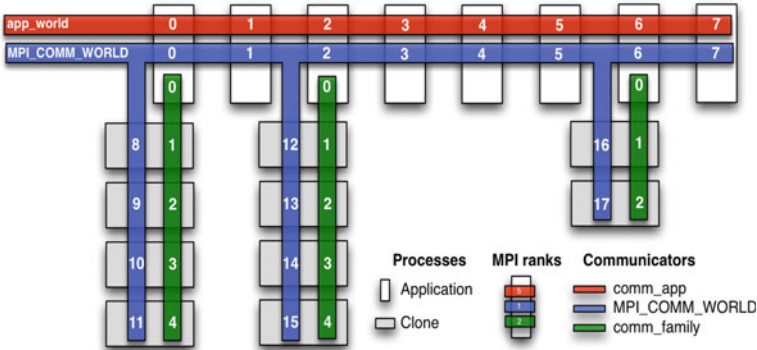 app_world 0 1 2 3 4 5 6 7
MPI_COMM_WORLD 0 1 2 3 4 5 6 7
0 0 0
8 1 12 1 16 1
9 2 13 2 17 2
10 3 14 3
11 4 15 4
Processes MPI ranks Communicators
Application 5 comm_app
1 MPI_COMM_WORLD
Clone 2 comm_family